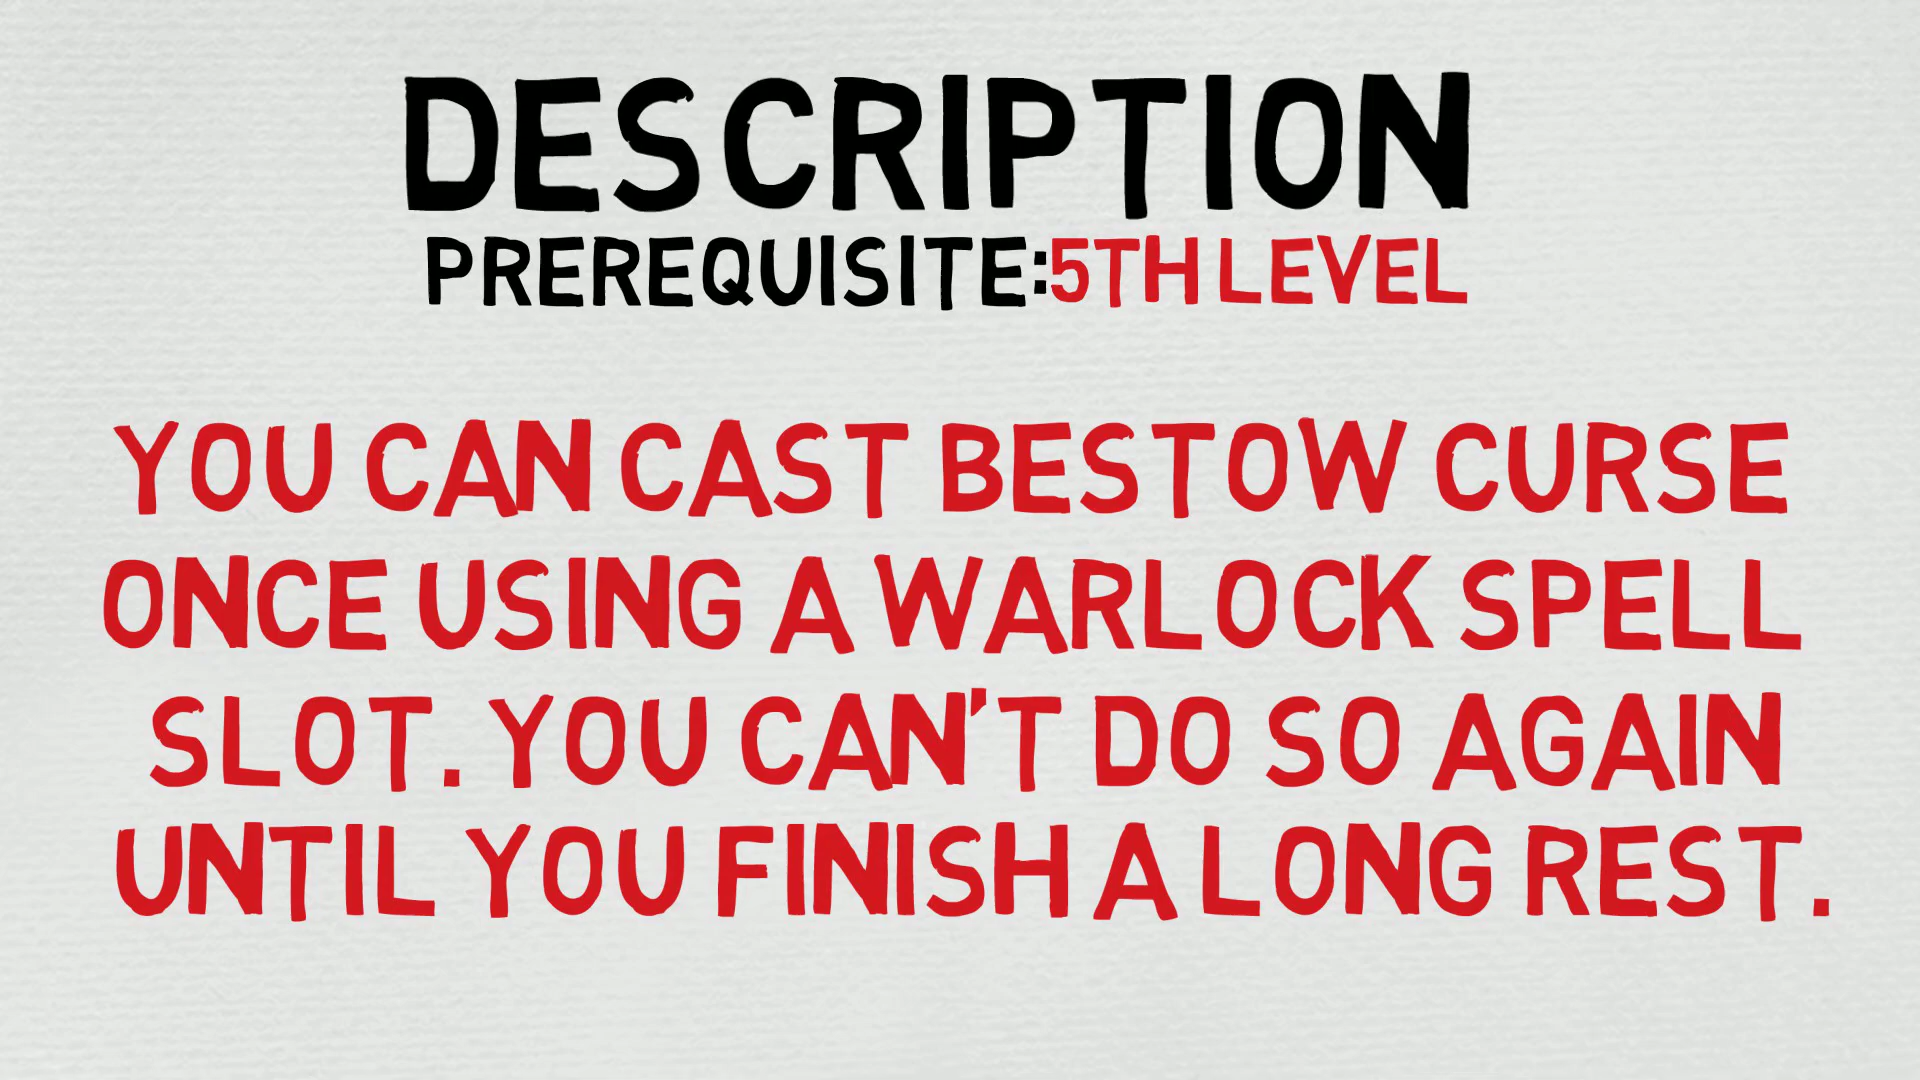 DESCRIPTION
PREREQUISITE:5TH LEVEL
YOU CAN CAST BESTOW CURSE
ONCE USING A WARLOCK SPELL
SLOT. YOU CAN'T DO SO AGAIN
UNTIL YOU FINISH A LONG REST.